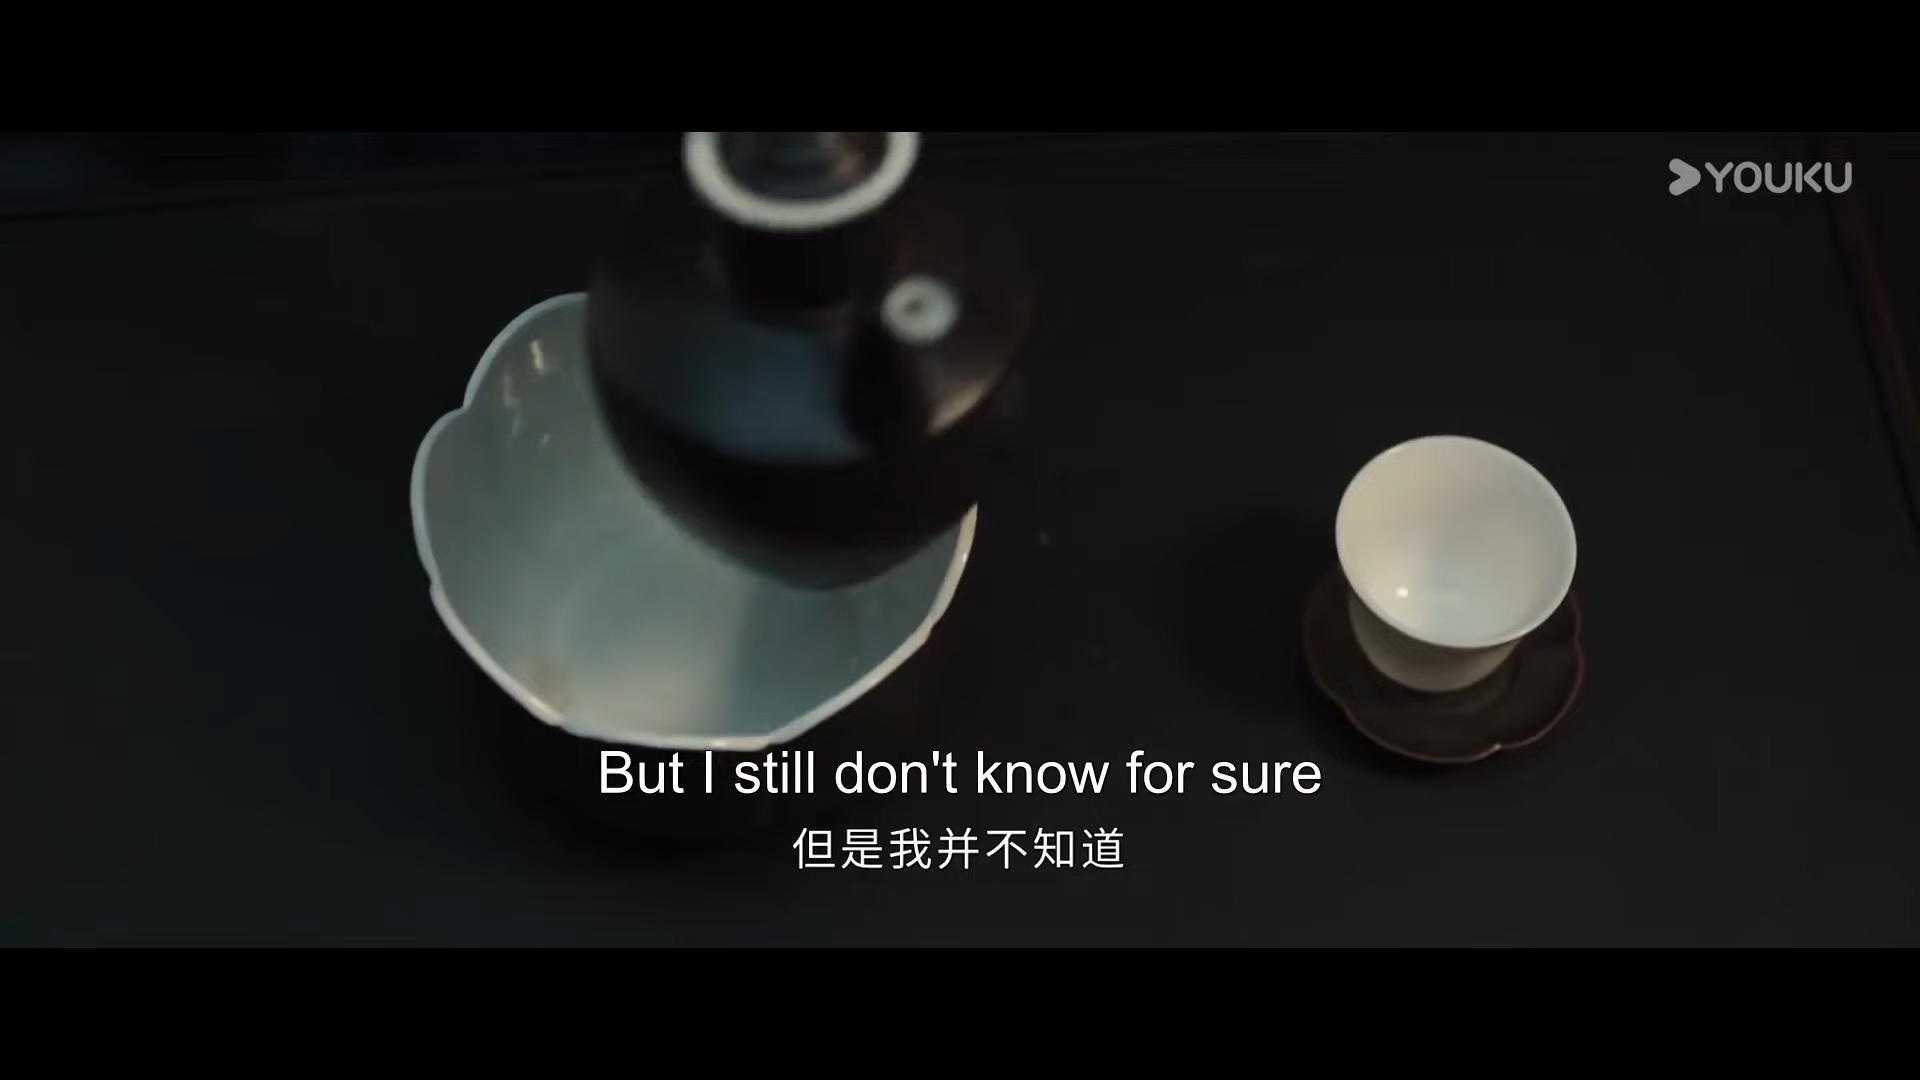 YOUKU
But I still don't know for sure
但是我并不知道